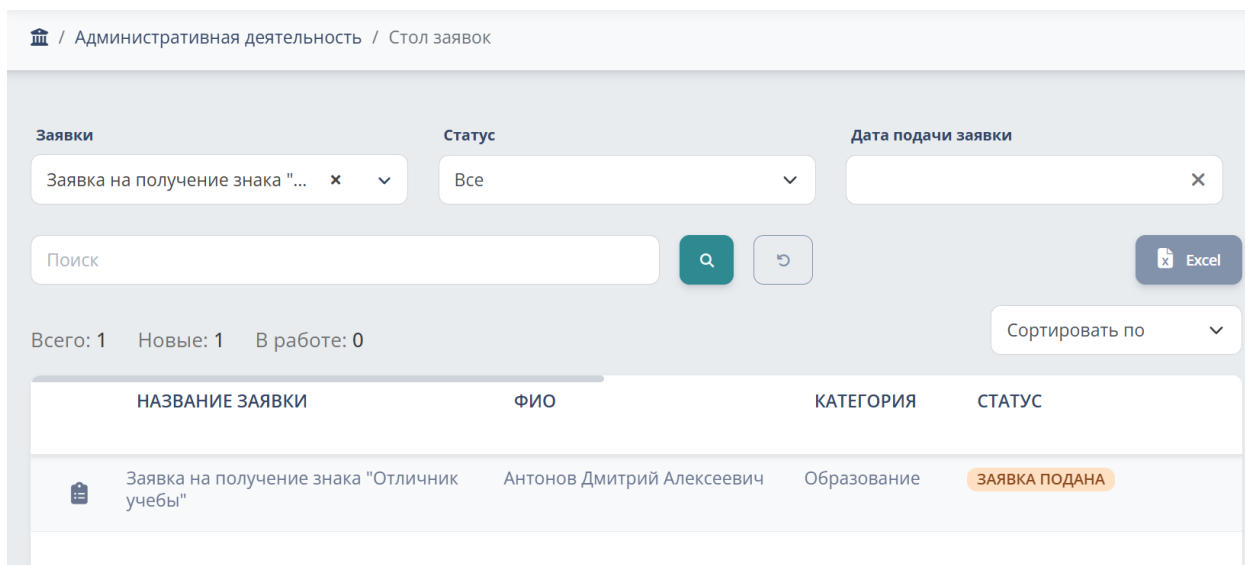 / Административная деятельность / Стол заявок
Заявки Статус Дата подачи заявки
Заявка на получение знака "... Все
Поиск Excel
Всего: 1 Новые: 1 В работе: 0 Сортировать по
НАЗВАНИЕ ЗАЯВКИ ФИО КАТЕГОРИЯ СТАТУС
Заявка на получение знака "Отличник Антонов Дмитрий Алексеевич Образование ЗАЯВКА ПОДАНА
учебы"